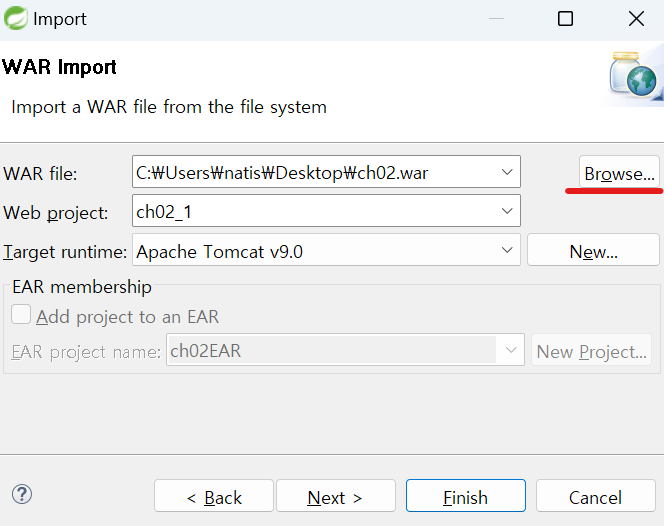 Import
WAR Import
Import a WAR file from the file system
WAR file: C:₩Users₩natis₩Desktop₩ch02.war Browse...
Web project: ch02_1
Target runtime: Apache Tomcat v9.0 New...
EAR membership
Add project to an EAR
EAR project name: ch02EAR New Project...
? < Back Next > Finish Cancel